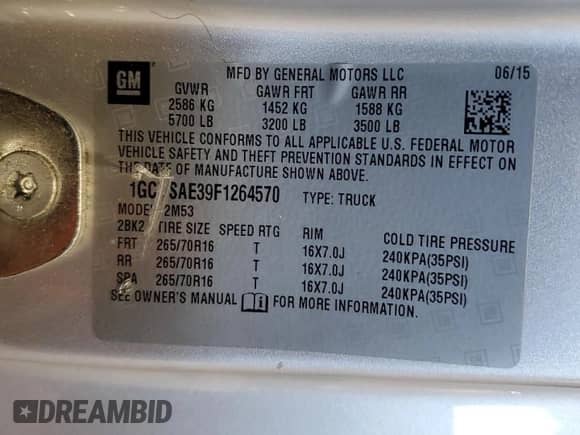 GM
MFD BY GENERAL MOTORS LLC 06/15
GVWR GAWR FRT GAWR RR
2586 KG 1452 KG 1588 KG
5700 LB 3200 LB 3500 LB
THIS VEHICLE CONFORMS TO ALL APPLICABLE U.S. FEDERAL MOTOR
VEHICLE SAFETY AND THEFT PREVENTION STANDARDS IN EFFECT ON
THE DATE OF MANUFACTURE SHOWN ABOVE.
1GC SAE39F1264570 TYPE: TRUCK
MODEL 2M53
2BK2 TIRE SIZE SPEED RTG RIM COLD TIRE PRESSURE
FRT 265/70R16 T 16X7.0J 240KPA(35PSI)
RR 265/70R16 T 16X7.0J 240KPA(35PSI)
SPA 265/70R16 T 16X7.0J 240KPA(35PSI)
SEE OWNER'S MANUAL FOR MORE INFORMATION.
DREAMBID